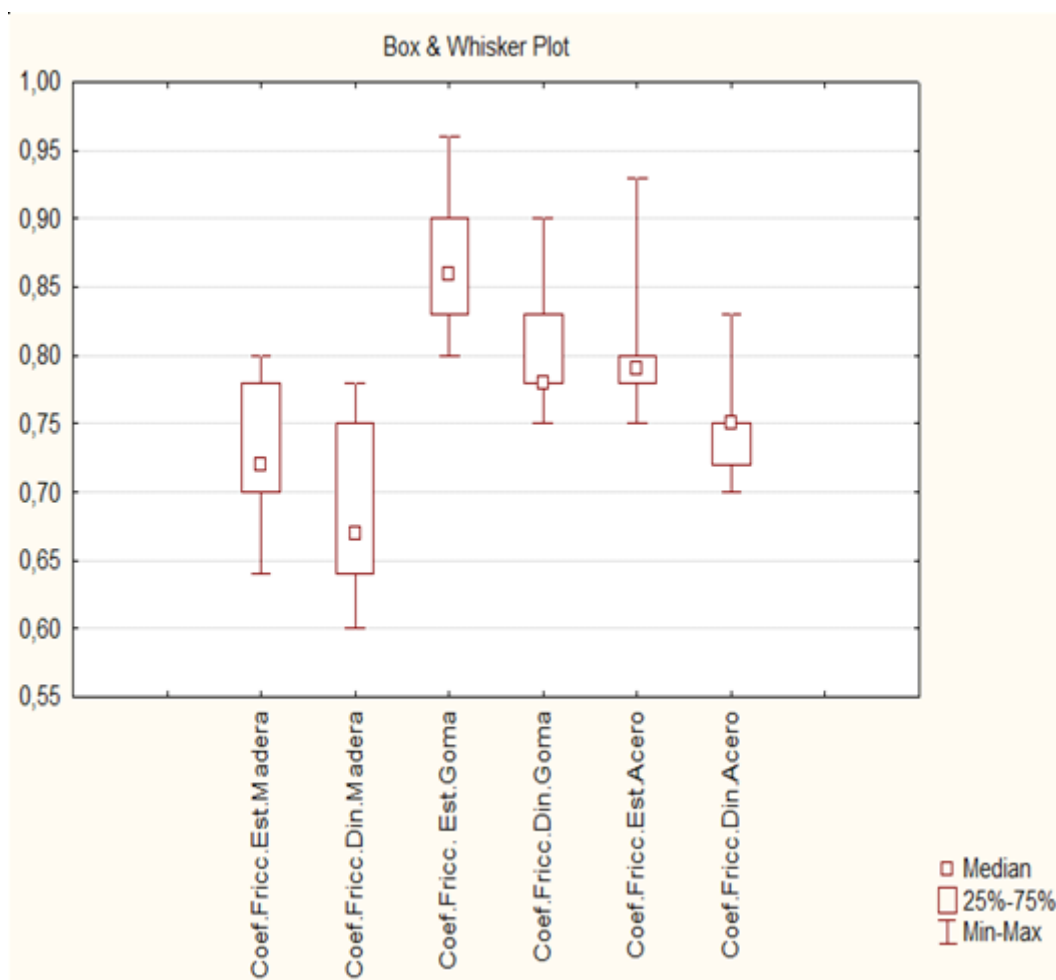 Box & Whisker Plot
1,00
0,95
0,90
0,85
0,80
0,75
0,70
0,65
0,60
0,55
Coef.Fricc.Est.Madera
Coef.Fricc.Din.Madera
Coef.Fricc. Est.Goma
Coef.Fricc.Din.Goma
Coef.Fricc.Est.Acero
Coef.Fricc.Din.Acero
Median
25%-75%
Min-Max